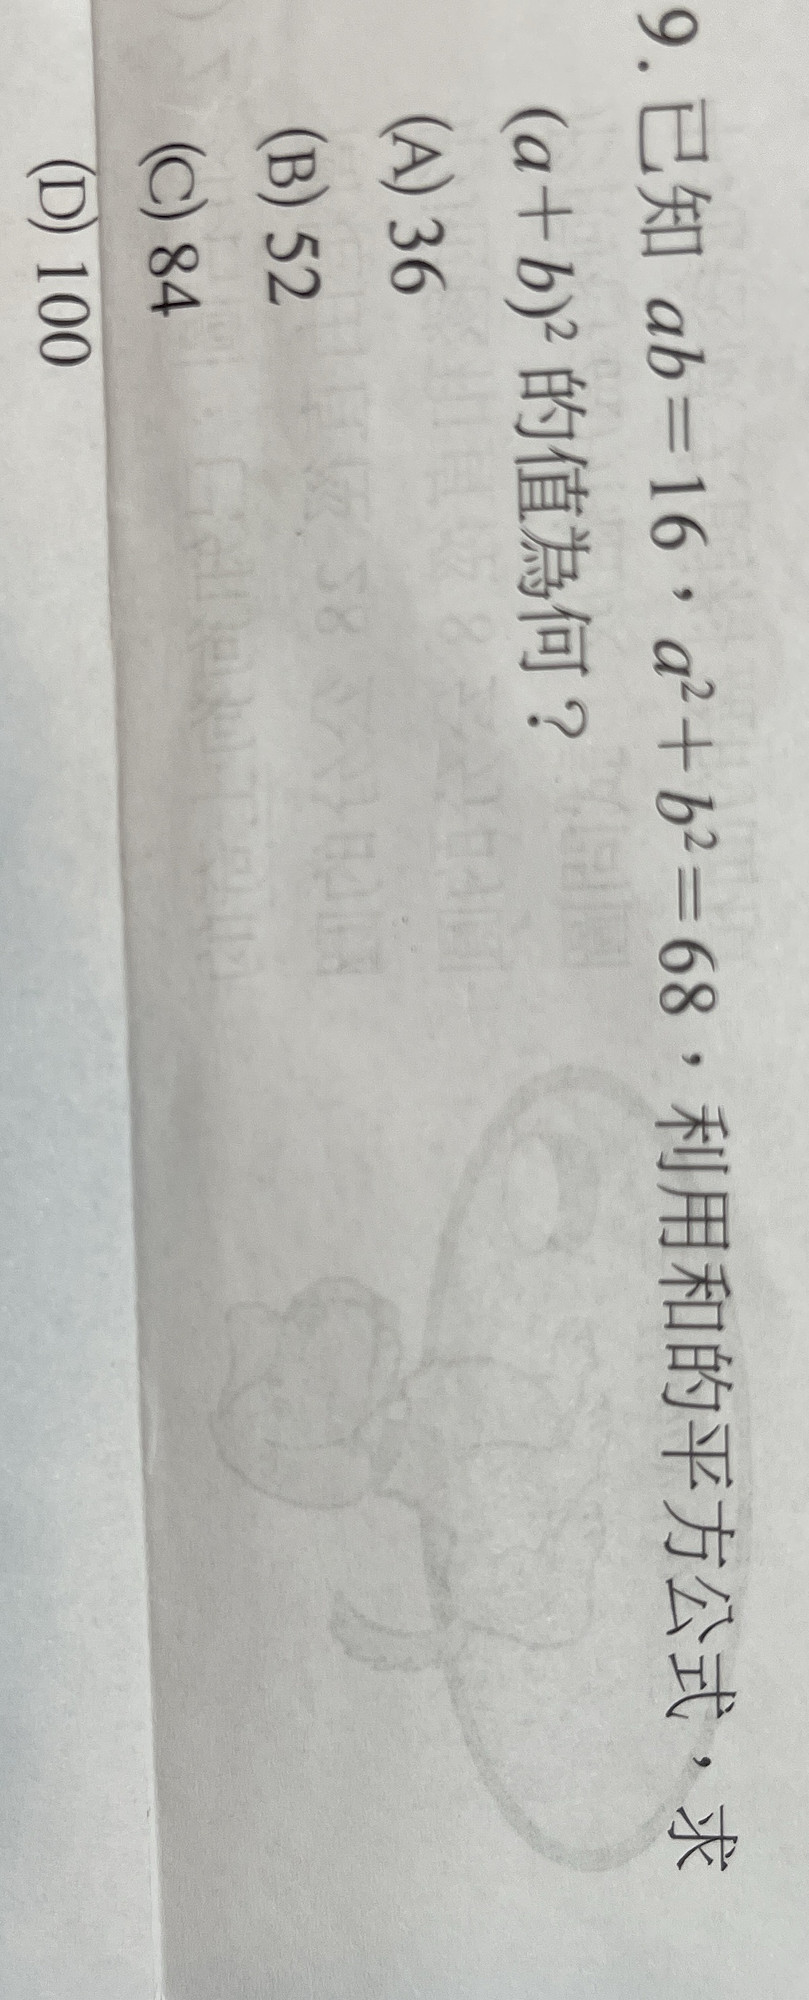 9. 已知 ab＝16，a²＋b²＝68，利用和的平方公式，求
(a＋b)² 的值為何？
(A) 36
(B) 52
(C) 84
(D) 100